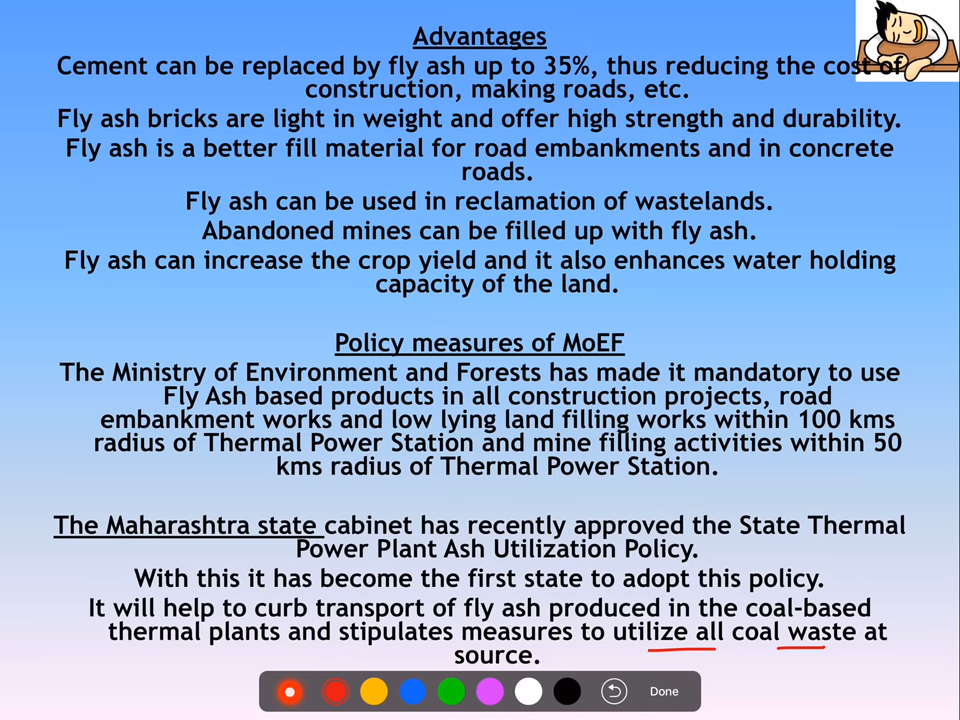 Advantages
Cement can be replaced by fly ash up to 35%, thus reducing the cost of
construction, making roads, etc.
Fly ash bricks are light in weight and offer high strength and durability.
Fly ash is a better fill material for road embankments and in concrete
roads.
Fly ash can be used in reclamation of wastelands.
Abandoned mines can be filled up with fly ash.
Fly ash can increase the crop yield and it also enhances water holding
capacity of the land.
Policy measures of MoEF
The Ministry of Environment and Forests has made it mandatory to use
Fly Ash based products in all construction projects, road
embankment works and low lying land filling works within 100 kms
radius of Thermal Power Station and mine filling activities within 50
kms radius of Thermal Power Station.
The Maharashtra state cabinet has recently approved the State Thermal
Power Plant Ash Utilization Policy.
With this it has become the first state to adopt this policy.
It will help to curb transport of fly ash produced in the coal-based
thermal plants and stipulates measures to utilize all coal waste at
source.
Done